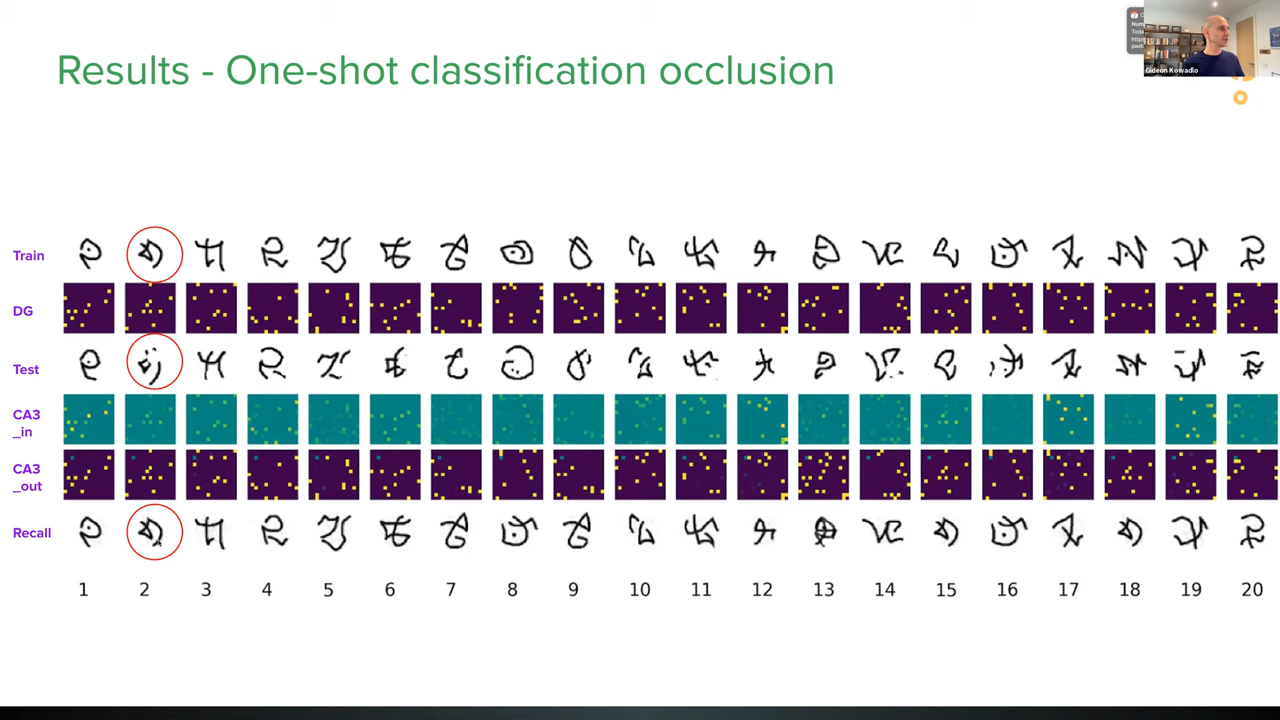 Results - One-shot classification occlusion
Gideon Kowadlo
Train
DG
Test
CA3
_in
CA3
_out
Recall
1 2 3 4 5 6 7 8 9 10 11 12 13 14 15 16 17 18 19 20